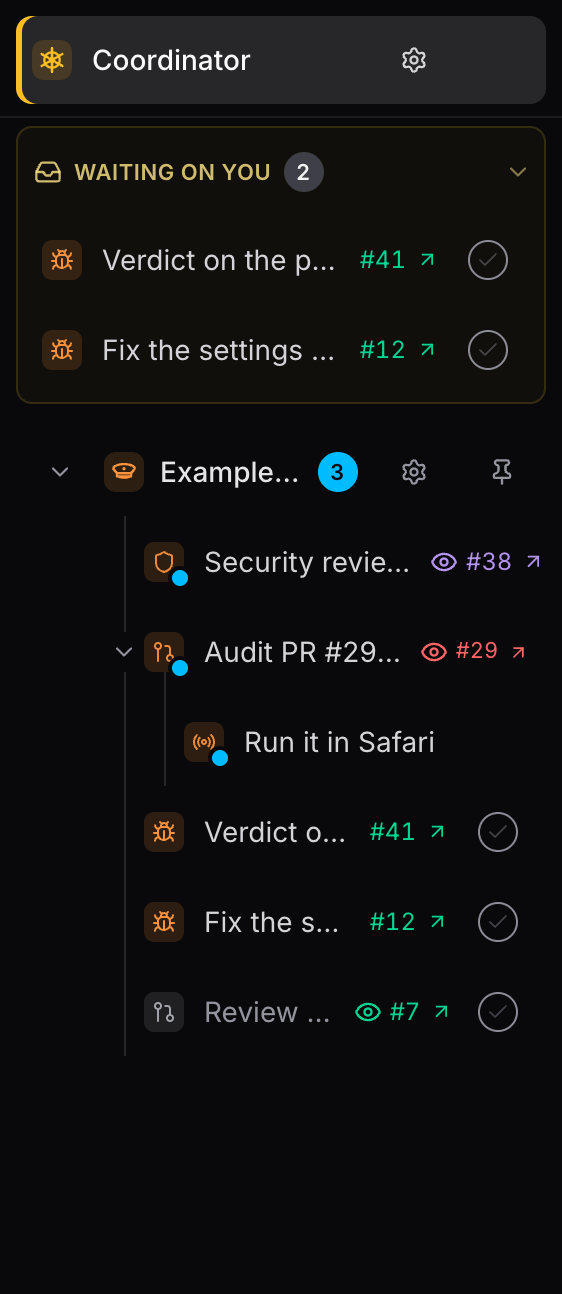 Coordinator
WAITING ON YOU 2
Verdict on the p... #41
Fix the settings ... #12
Example... 3
Security revie... #38
Audit PR #29... #29
Run it in Safari
Verdict o... #41
Fix the s... #12
Review ... #7